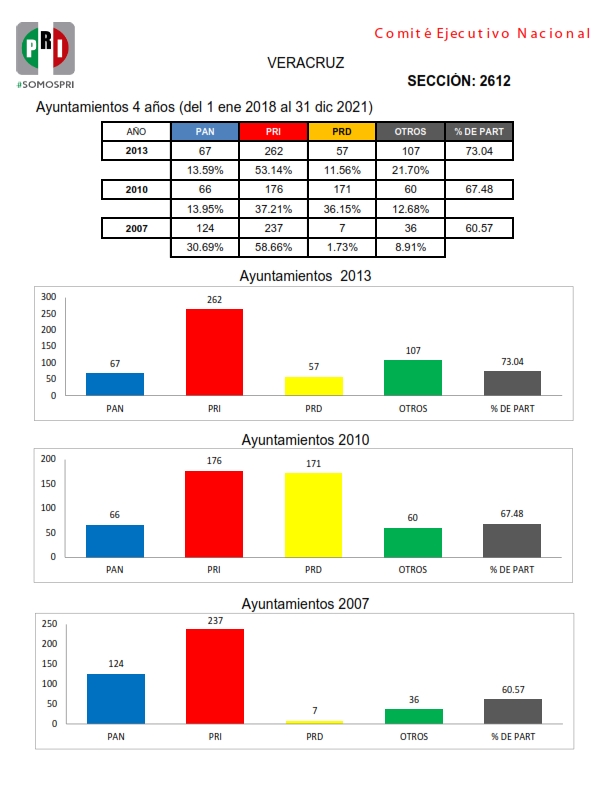 Comité Ejecutivo Nacional
PRI
#SOMOSPRI
VERACRUZ
SECCIÓN: 2612
Ayuntamientos 4 años (del 1 ene 2018 al 31 dic 2021)
AÑO PAN PRI PRD OTROS % DE PART
2013 67 262 57 107 73.04
13.59% 53.14% 11.56% 21.70%
2010 66 176 171 60 67.48
13.95% 37.21% 36.15% 12.68%
2007 124 237 7 36 60.57
30.69% 58.66% 1.73% 8.91%
Ayuntamientos 2013
300
250
200
150
100
50
0
67 262 57 107 73.04
PAN PRI PRD OTROS % DE PART
Ayuntamientos 2010
200
150
100
50
0
66 176 171 60 67.48
PAN PRI PRD OTROS % DE PART
Ayuntamientos 2007
250
200
150
100
50
0
124 237 7 36 60.57
PAN PRI PRD OTROS % DE PART